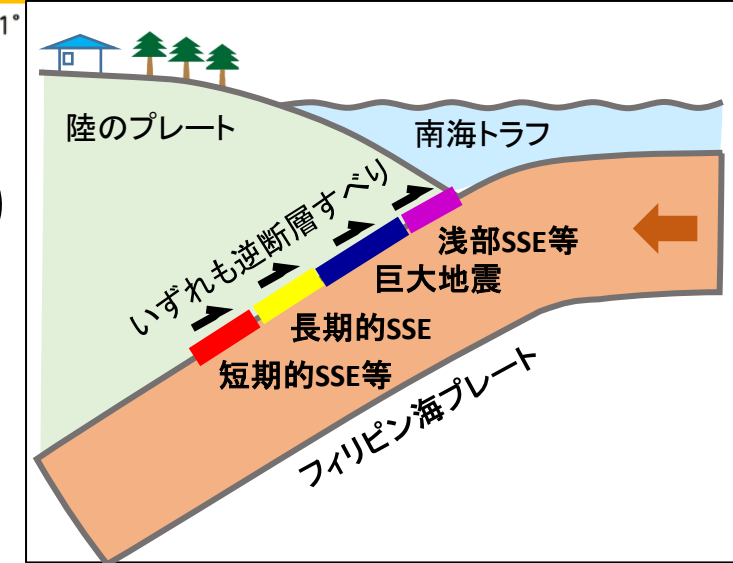 1°
陸のプレート
南海トラフ
いずれも逆断層すべり
浅部SSE等
巨大地震
長期的SSE
短期的SSE等
フィリピン海プレート